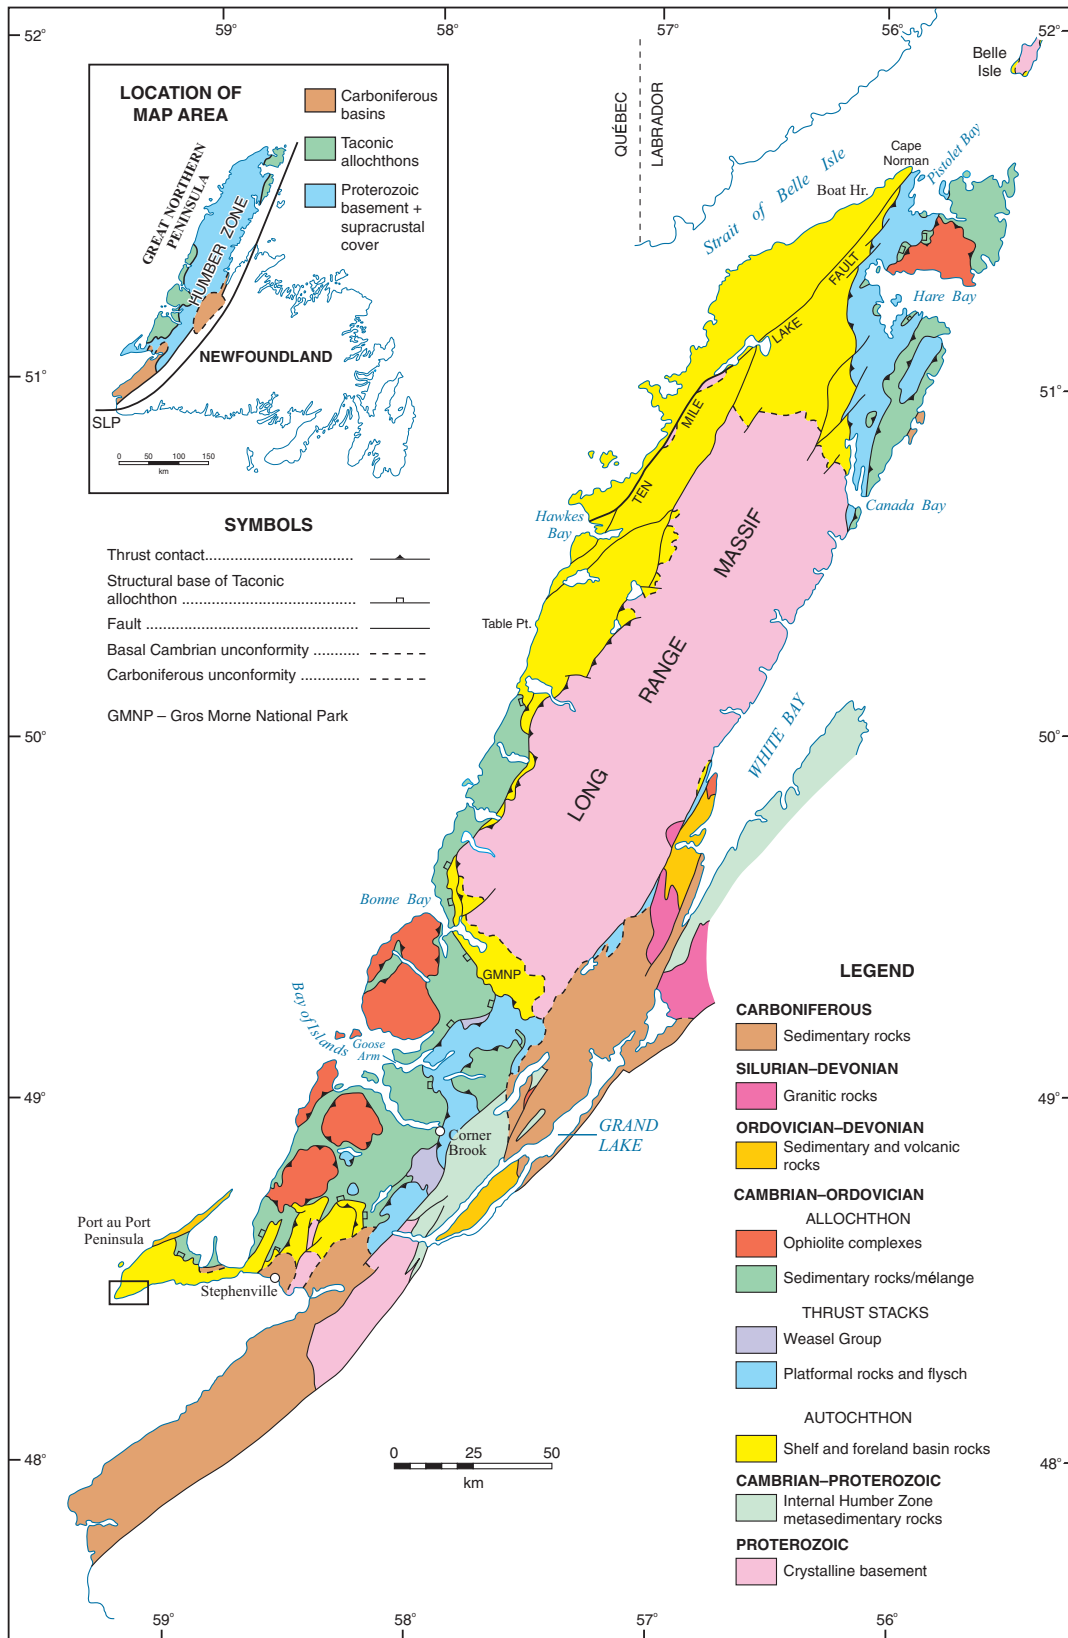 59°
58°
57°
56°
52°
52°
Belle
Isle
LOCATION OF
MAP AREA
Carboniferous
basins
Taconic
allochthons
Proterozoic
basement +
supracrustal
cover
GREAT NORTHERN
PENINSULA
HUMBER ZONE
NEWFOUNDLAND
SLP
0 50 100 150
km
QUÉBEC
LABRADOR
Strait of Belle Isle
Cape
Norman
Pistolet Bay
Boat Hr.
Hare Bay
51°
51°
TEN MILE LAKE FAULT
Canada Bay
Hawkes
Bay
SYMBOLS
Thrust contact
Structural base of Taconic
allochthon
Fault
Basal Cambrian unconformity
Carboniferous unconformity
GMNP – Gros Morne National Park
Table Pt.
LONG RANGE MASSIF
WHITE BAY
50°
50°
Bonne Bay
GMNP
Bay of Islands
Goose
Arm
49°
49°
Corner
Brook
GRAND
LAKE
Port au Port
Peninsula
Stephenville
48°
48°
0 25 50
km
LEGEND
CARBONIFEROUS
Sedimentary rocks
SILURIAN–DEVONIAN
Granitic rocks
ORDOVICIAN–DEVONIAN
Sedimentary and volcanic
rocks
CAMBRIAN–ORDOVICIAN
ALLOCHTHON
Ophiolite complexes
Sedimentary rocks/mélange
THRUST STACKS
Weasel Group
Platformal rocks and flysch
AUTOCHTHON
Shelf and foreland basin rocks
CAMBRIAN–PROTEROZOIC
Internal Humber Zone
metasedimentary rocks
PROTEROZOIC
Crystalline basement
59°
58°
57°
56°